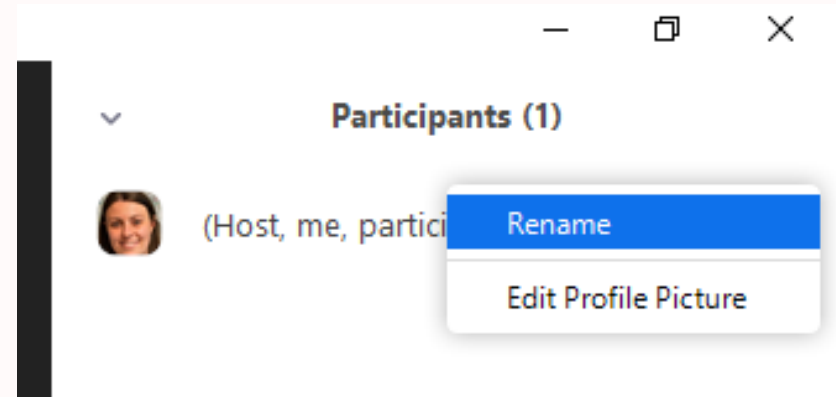 Participants (1)
(Host, me, partici
Rename
Edit Profile Picture